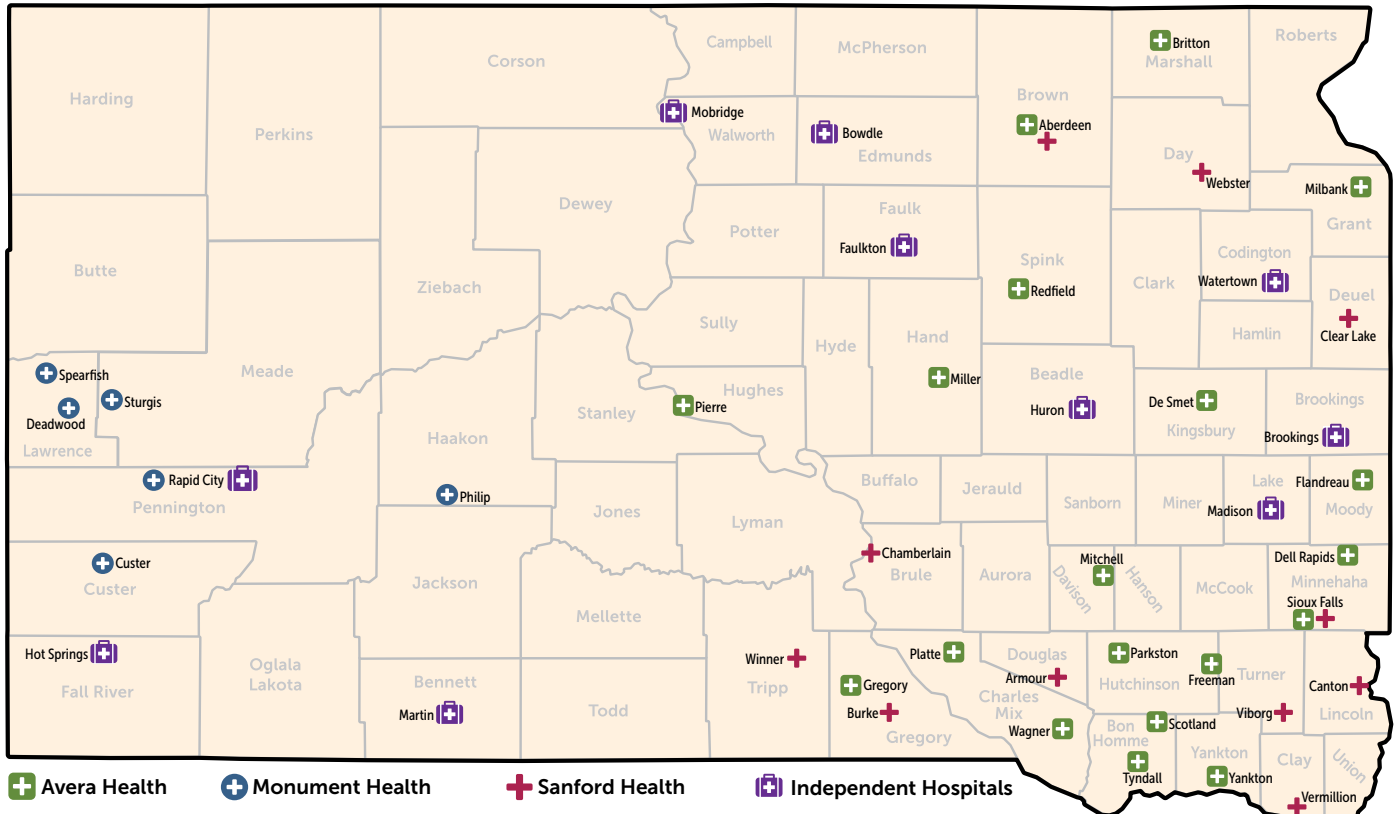 Roberts
Britton
Marshall
Campbell
McPherson
Corson
Harding
Brown
Mobridge
Aberdeen
Perkins
Walworth
Bowdle
Edmunds
Day
Webster
Milbank
Dewey
Faulk
Grant
Potter
Faulkton
Codington
Spink
Butte
Watertown
Clark
Ziebach
Redfield
Deuel
Sully
Hamlin
Clear Lake
Hand
Hyde
Meade
Spearfish
Beadle
Miller
Hughes
Brookings
Sturgis
De Smet
Pierre
Huron
Deadwood
Stanley
Kingsbury
Haakon
Brookings
Lawrence
Rapid City
Buffalo
Lake
Flandreau
Jerauld
Philip
Pennington
Sanborn
Miner
Madison
Moody
Jones
Lyman
Chamberlain
Dell Rapids
Mitchell
Custer
Brule
Aurora
Davison
Hanson
McCook
Minnehaha
Custer
Jackson
Sioux Falls
Mellette
Hot Springs
Platte
Douglas
Parkston
Winner
Oglala
Lakota
Armour
Freeman
Turner
Fall River
Bennett
Tripp
Gregory
Hutchinson
Canton
Charles
Mix
Martin
Todd
Burke
Viborg
Lincoln
Scotland
Wagner
Bon
Homme
Gregory
Yankton
Clay
Union
Tyndall
Yankton
Vermillion
Avera Health
Monument Health
Sanford Health
Independent Hospitals